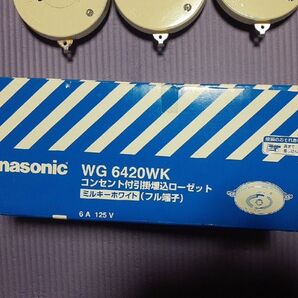 nasonic
WG 6420WK
コンセント付引掛埋込ローゼット
ミルキーホワイト (フル端子)
6 A 125 V